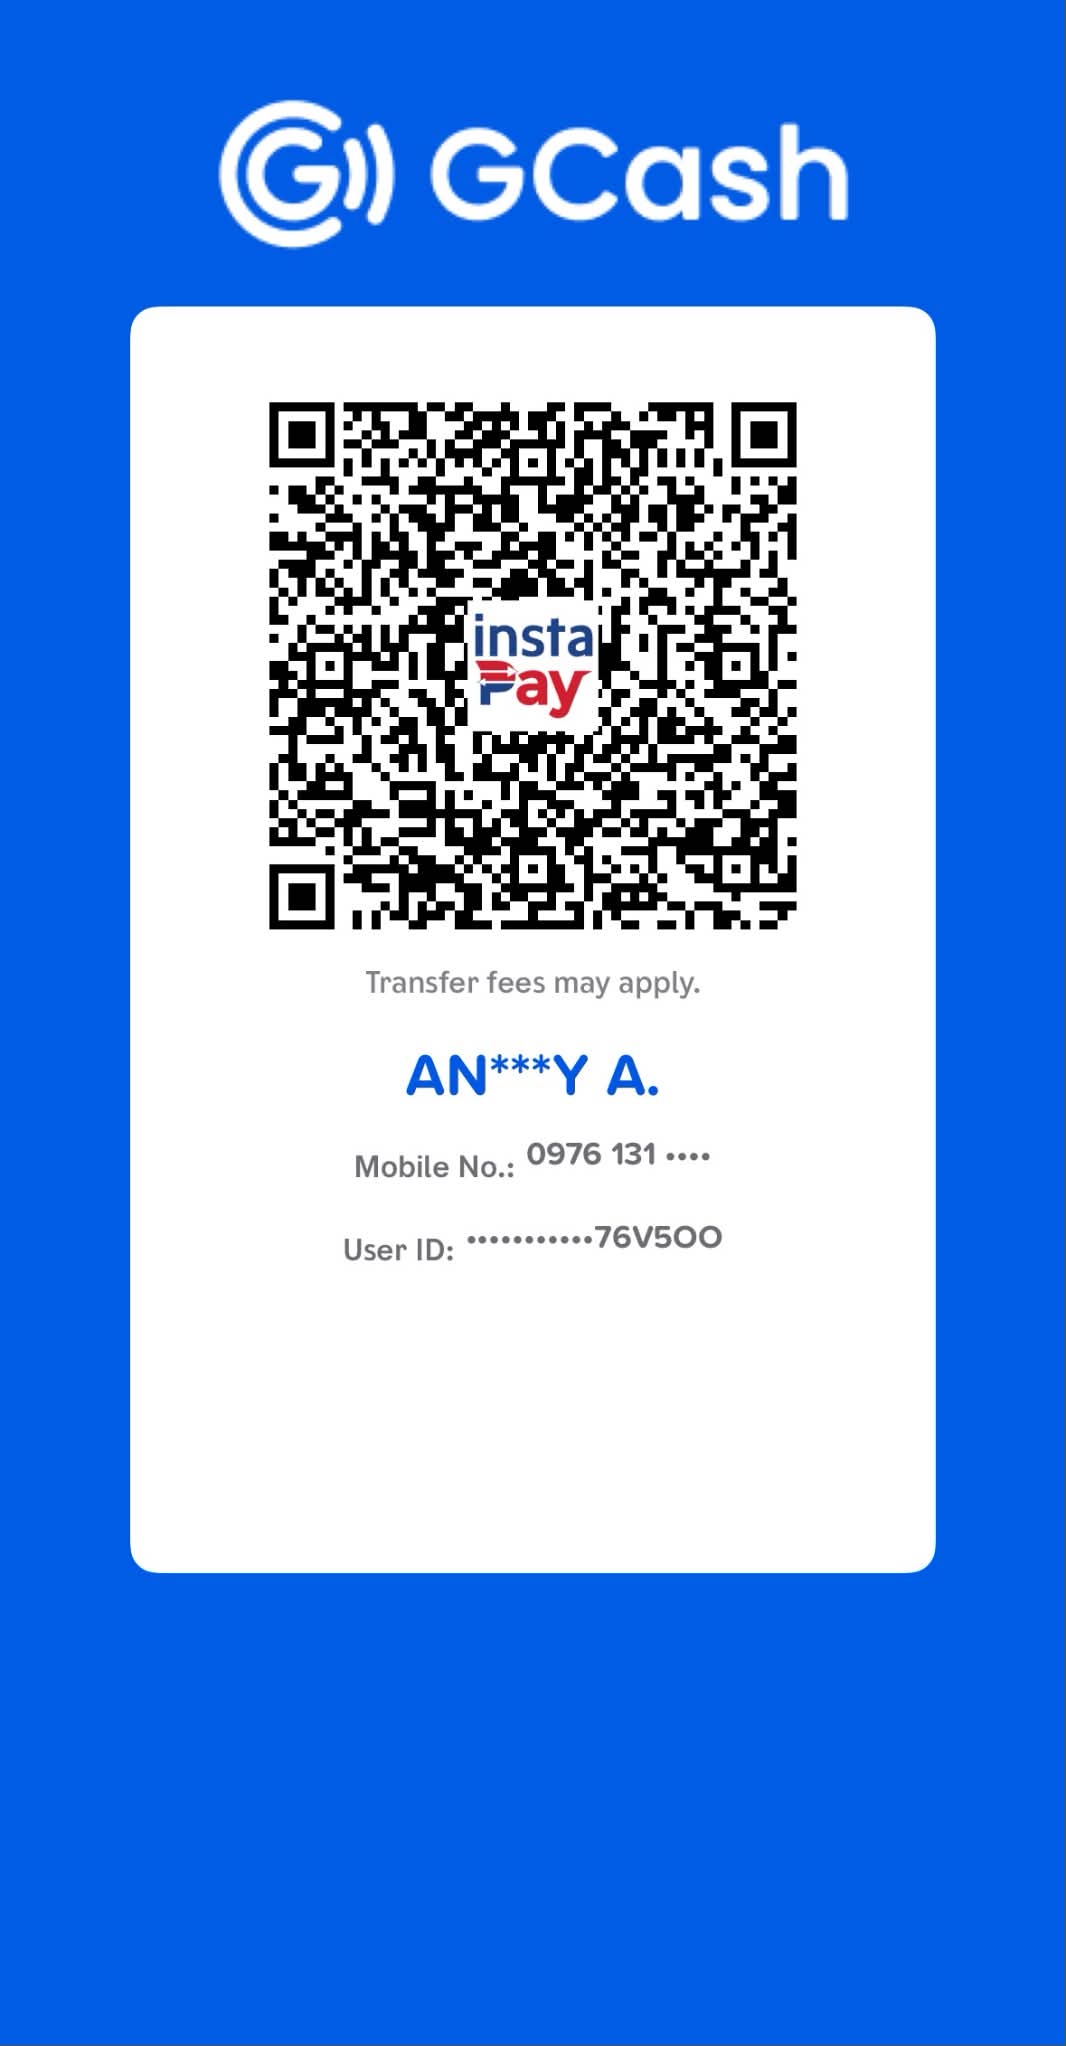 GCash
insta
Pay
Transfer fees may apply.
AN***Y A.
Mobile No.: 0976 131 ••••
User ID: •••••••••••76V5OO